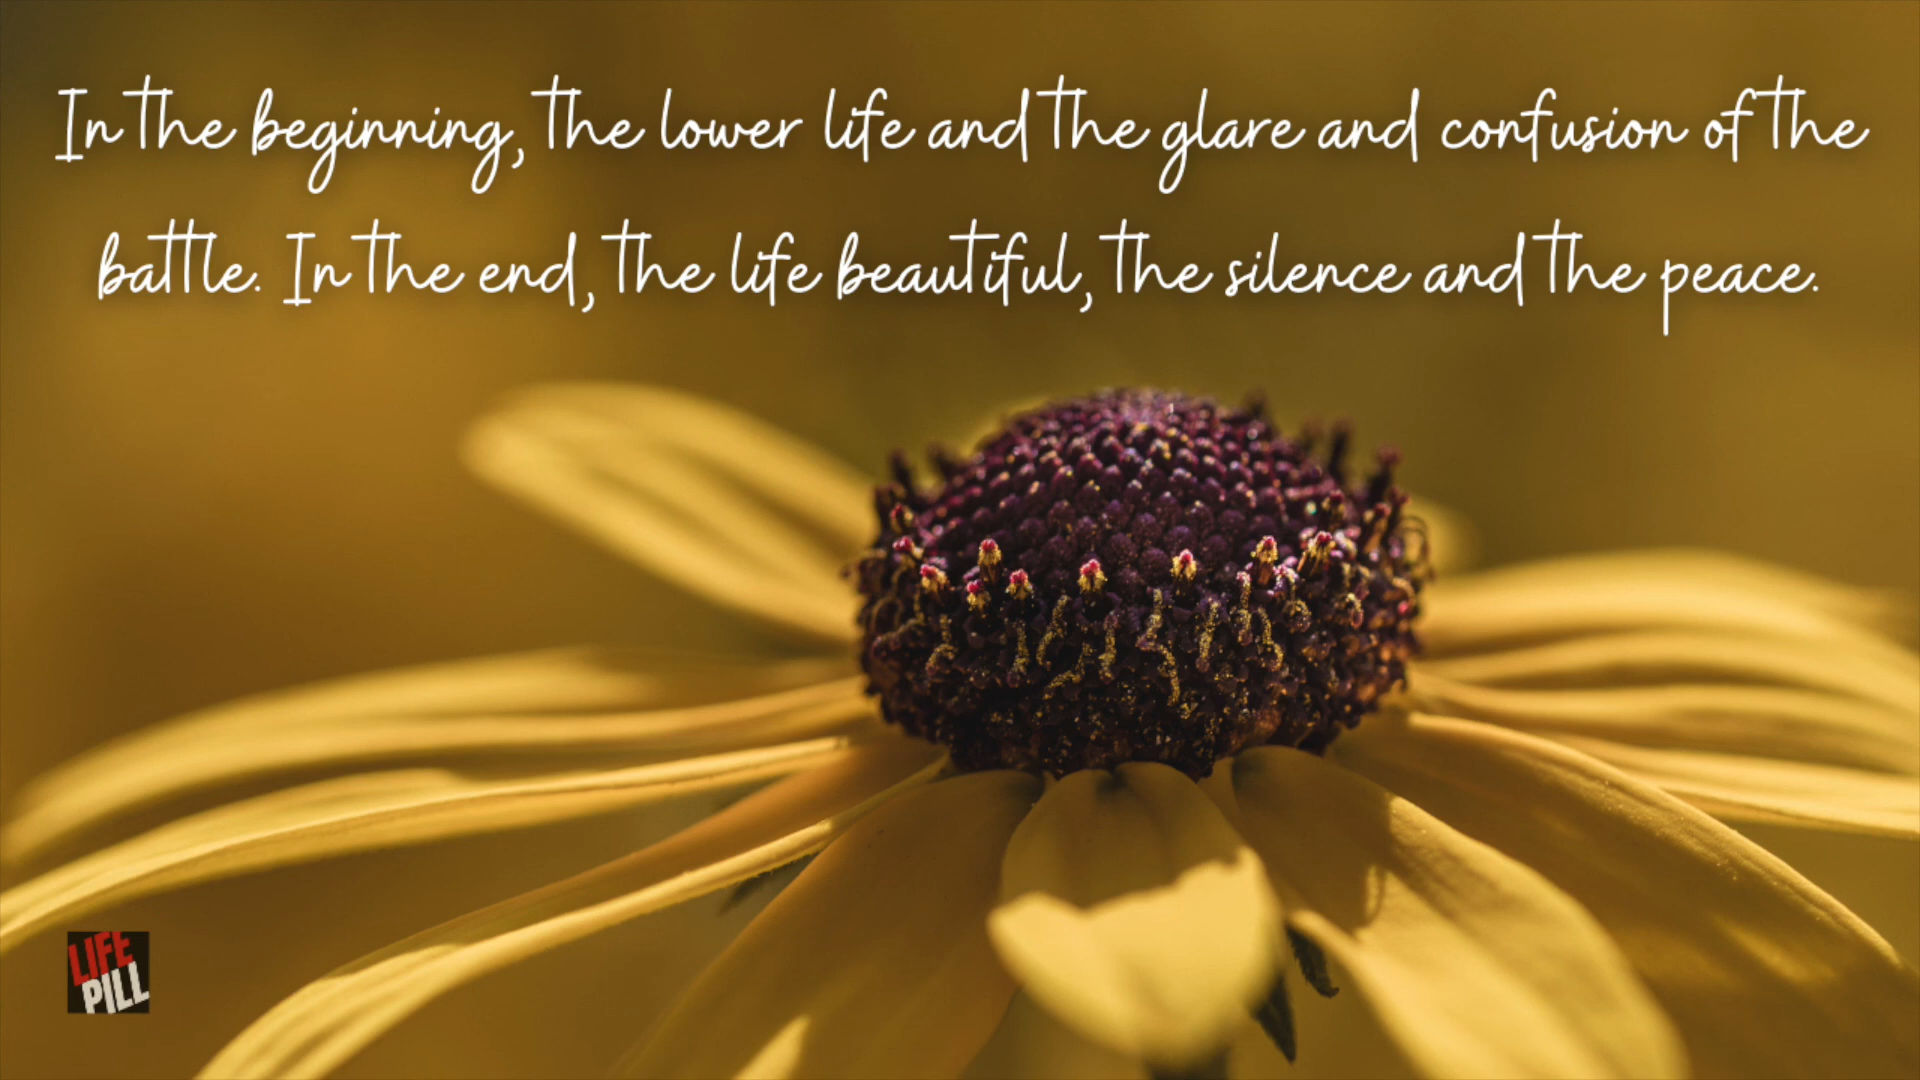 In the beginning, the lower life and the glare and confusion of the
battle. In the end, the life beautiful, the silence and the peace.
LIFE
PILL